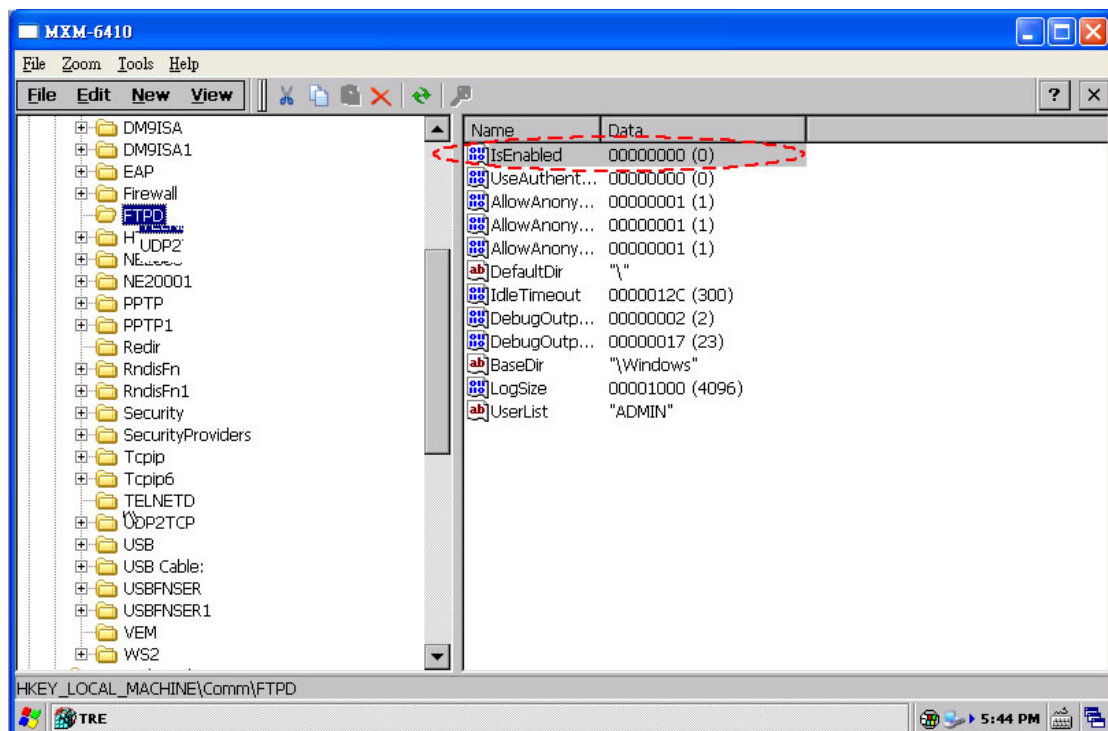 MXM-6410
File Zoom Tools Help
File Edit New View ? ×
DM9ISA
DM9ISA1
EAP
Firewall
FTPD
UDP2
NE20001
PPTP
PPTP1
Redir
RndisFn
RndisFn1
Security
SecurityProviders
Tcpip
Tcpip6
TELNETD
UDP2TCP
USB
USB Cable:
USBFNSER
USBFNSER1
VEM
WS2
Name Data
IsEnabled 00000000 (0)
UseAuthent... 00000000 (0)
AllowAnony... 00000001 (1)
AllowAnony... 00000001 (1)
AllowAnony... 00000001 (1)
DefaultDir "\"
IdleTimeout 0000012C (300)
DebugOutp... 00000002 (2)
DebugOutp... 00000017 (23)
BaseDir "\Windows"
LogSize 00001000 (4096)
UserList "ADMIN"
HKEY_LOCAL_MACHINE\Comm\FTPD
TRE 5:44 PM